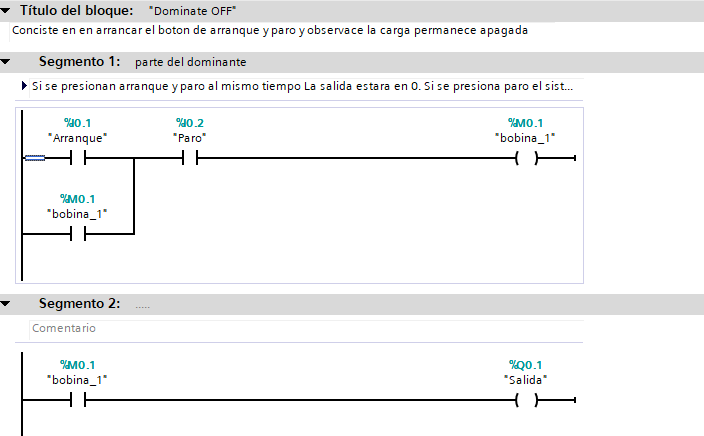 Título del bloque: "Dominate OFF"
Conciste en en arrancar el boton de arranque y paro y observace la carga permanece apagada
Segmento 1: parte del dominante
Si se presionan arranque y paro al mismo tiempo La salida estara en 0. Si se presiona paro el sist...
%I0.1 %I0.2 %M0.1
"Arranque" "Paro" "bobina_1"
%M0.1
"bobina_1"
Segmento 2: .....
Comentario
%M0.1 %Q0.1
"bobina_1" "Salida"